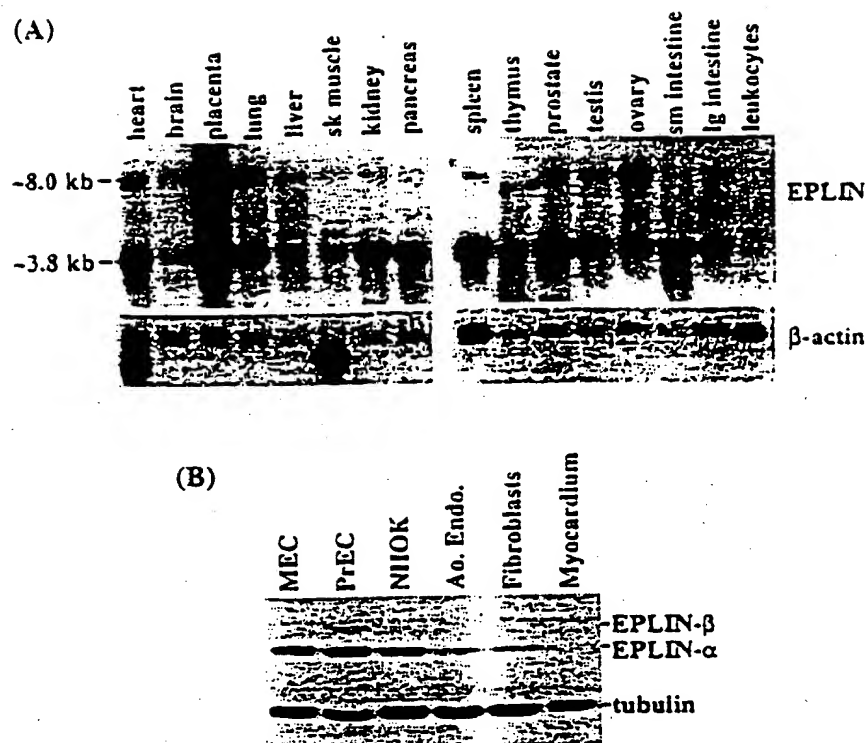 (A)
heart
brain
placenta
lung
liver
sk muscle
kidney
pancreas
spleen
thymus
prostate
testis
ovary
sm intestine
lg intestine
leukocytes
~8.0 kb
EPLIN
~3.8 kb
β-actin
(B)
MEC
PrEC
NHOK
Ao. Endo.
Fibroblasts
Myocardium
EPLIN-β
EPLIN-α
tubulin